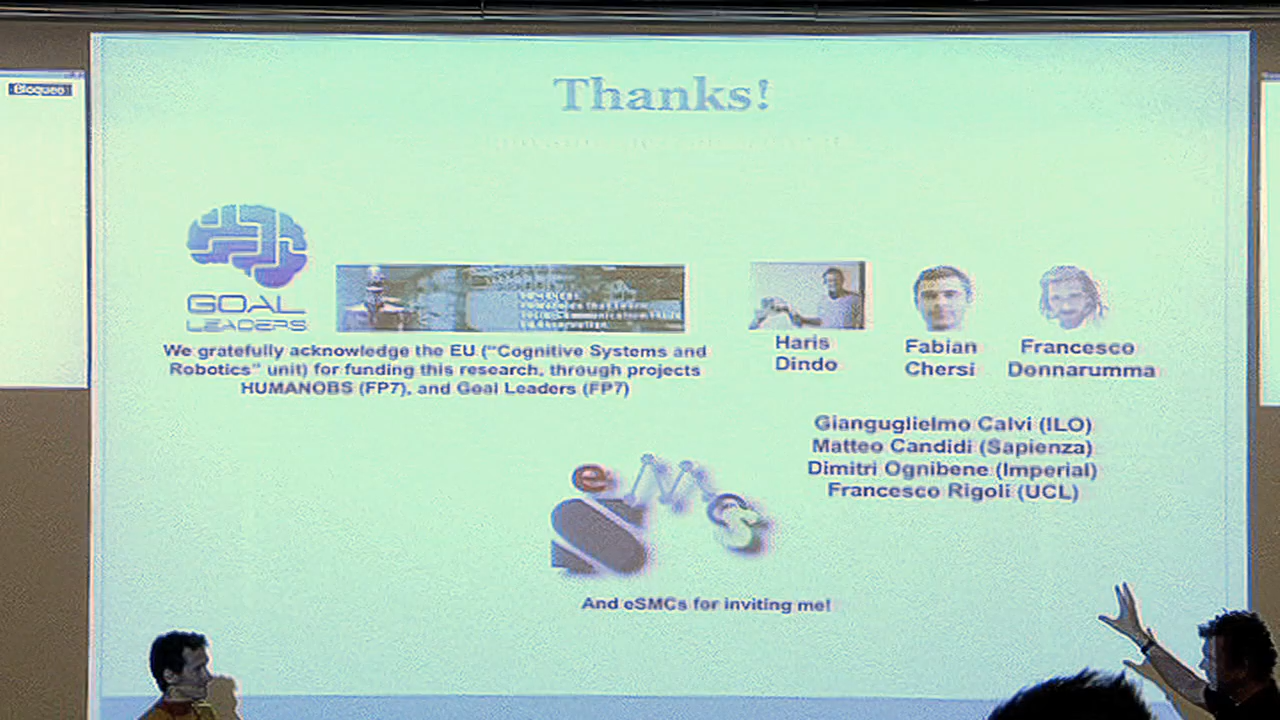 Bloqueo
Thanks!
GOAL
LEADERS
We gratefully acknowledge the EU ("Cognitive Systems and
Robotics" unit) for funding this research, through projects
HUMANOBS (FP7), and Goal Leaders (FP7)
Haris
Dindo
Fabian
Chersi
Francesco
Donnarumma
Gianguglielmo Calvi (ILO)
Matteo Candidi (Sapienza)
Dimitri Ognibene (Imperial)
Francesco Rigoli (UCL)
eSMCs
And eSMCs for inviting me!